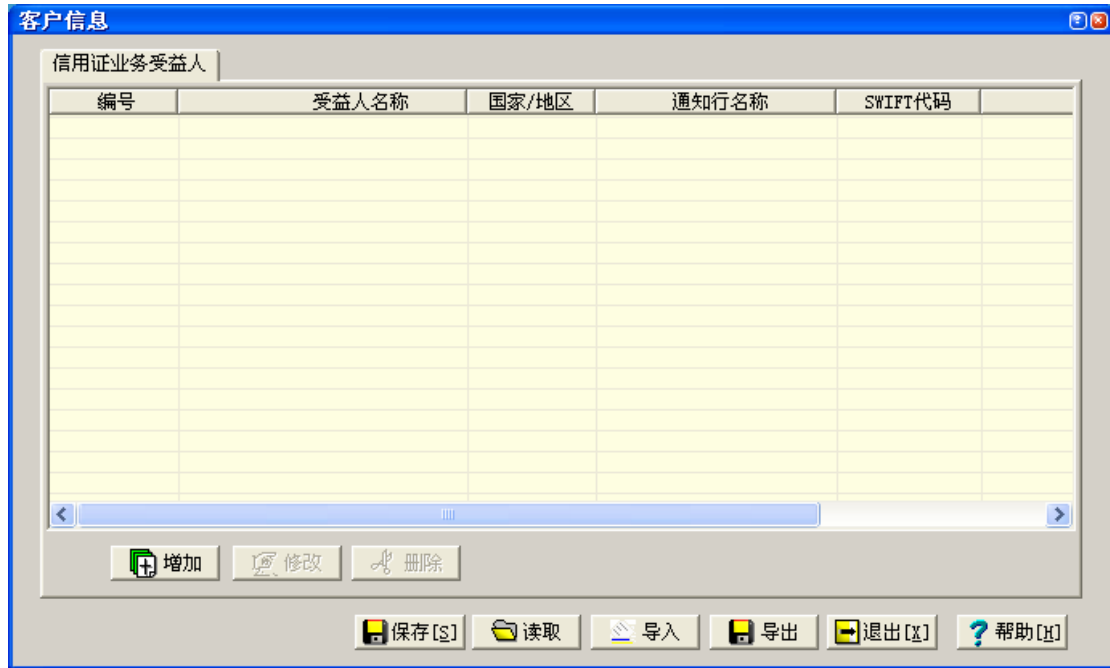 客户信息
信用证业务受益人
编号 受益人名称 国家/地区 通知行名称 SWIFT代码
增加 修改 删除
保存[S] 读取 导入 导出 退出[X] 帮助[H]